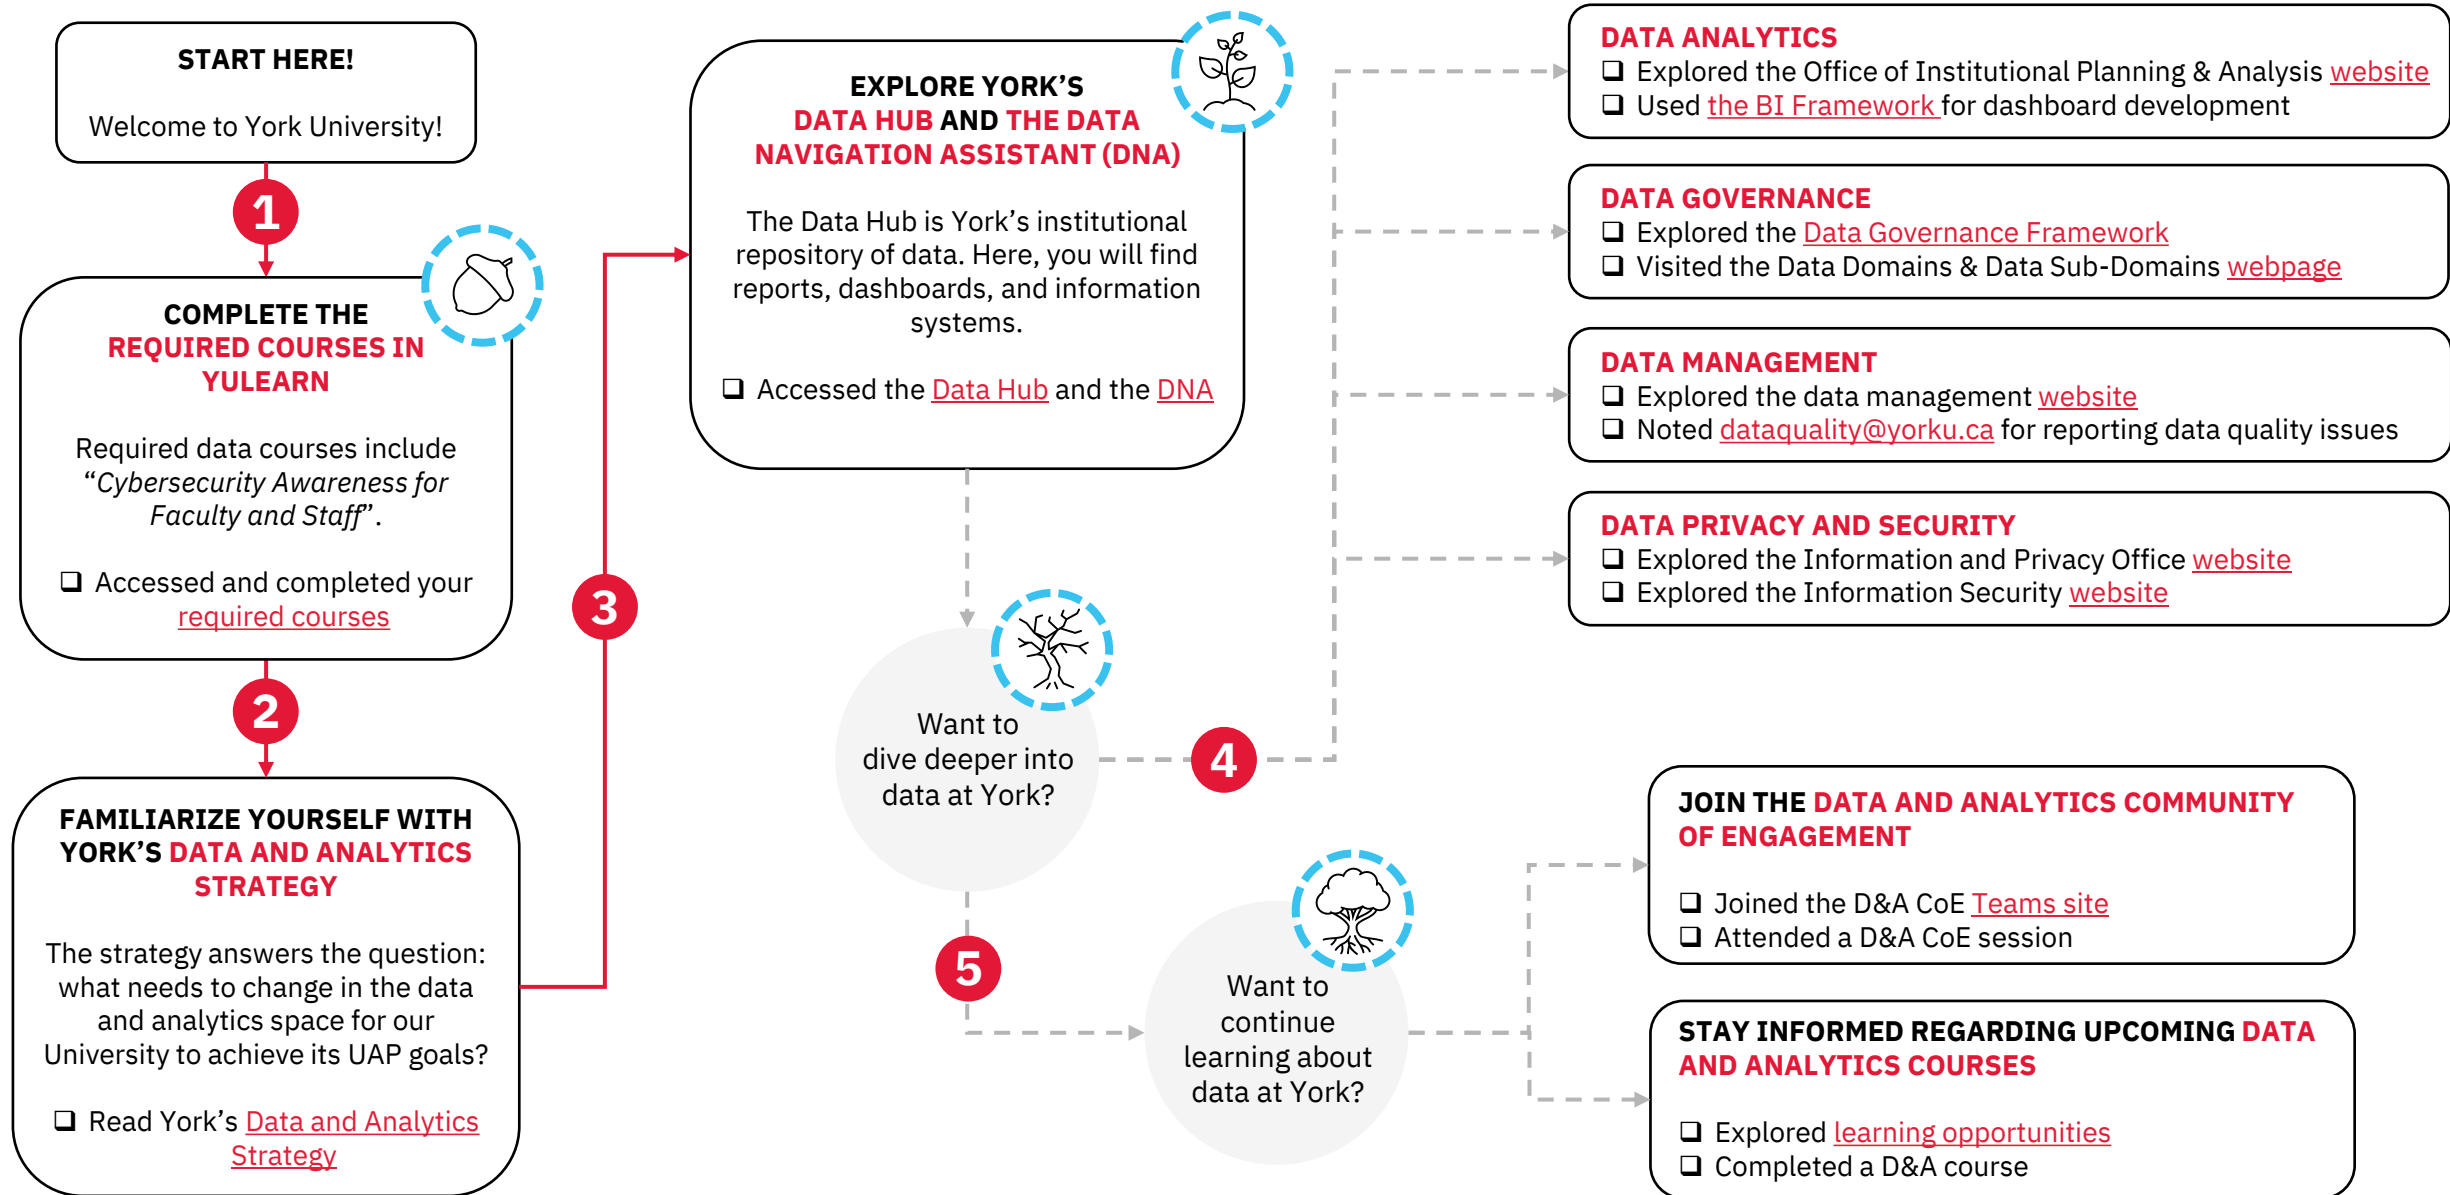 START HERE!
Welcome to York University!
1
COMPLETE THE
REQUIRED COURSES IN
YULEARN
Required data courses include
“Cybersecurity Awareness for
Faculty and Staff”.
❑ Accessed and completed your
required courses
2
FAMILIARIZE YOURSELF WITH
YORK’S DATA AND ANALYTICS
STRATEGY
The strategy answers the question:
what needs to change in the data
and analytics space for our
University to achieve its UAP goals?
❑ Read York’s Data and Analytics
Strategy
3
EXPLORE YORK’S
DATA HUB AND THE DATA
NAVIGATION ASSISTANT (DNA)
The Data Hub is York’s institutional
repository of data. Here, you will find
reports, dashboards, and information
systems.
❑ Accessed the Data Hub and the DNA
Want to
dive deeper into
data at York?
4
DATA ANALYTICS
❑ Explored the Office of Institutional Planning & Analysis website
❑ Used the BI Framework for dashboard development
DATA GOVERNANCE
❑ Explored the Data Governance Framework
❑ Visited the Data Domains & Data Sub-Domains webpage
DATA MANAGEMENT
❑ Explored the data management website
❑ Noted dataquality@yorku.ca for reporting data quality issues
DATA PRIVACY AND SECURITY
❑ Explored the Information and Privacy Office website
❑ Explored the Information Security website
5
Want to
continue
learning about
data at York?
JOIN THE DATA AND ANALYTICS COMMUNITY
OF ENGAGEMENT
❑ Joined the D&A CoE Teams site
❑ Attended a D&A CoE session
STAY INFORMED REGARDING UPCOMING DATA
AND ANALYTICS COURSES
❑ Explored learning opportunities
❑ Completed a D&A course